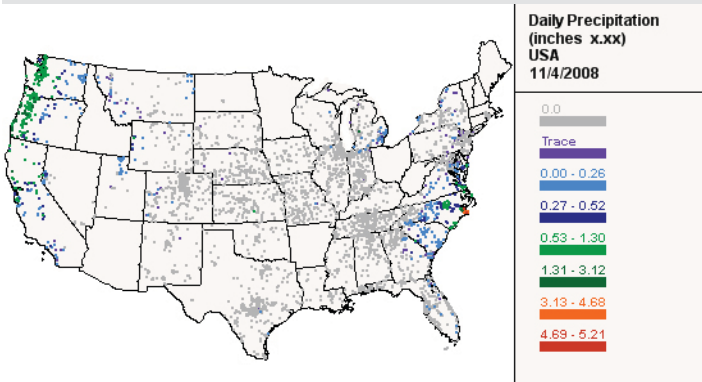 Daily Precipitation
(inches x.xx)
USA
11/4/2008
0.0
Trace
0.00 - 0.26
0.27 - 0.52
0.53 - 1.30
1.31 - 3.12
3.13 - 4.68
4.69 - 5.21